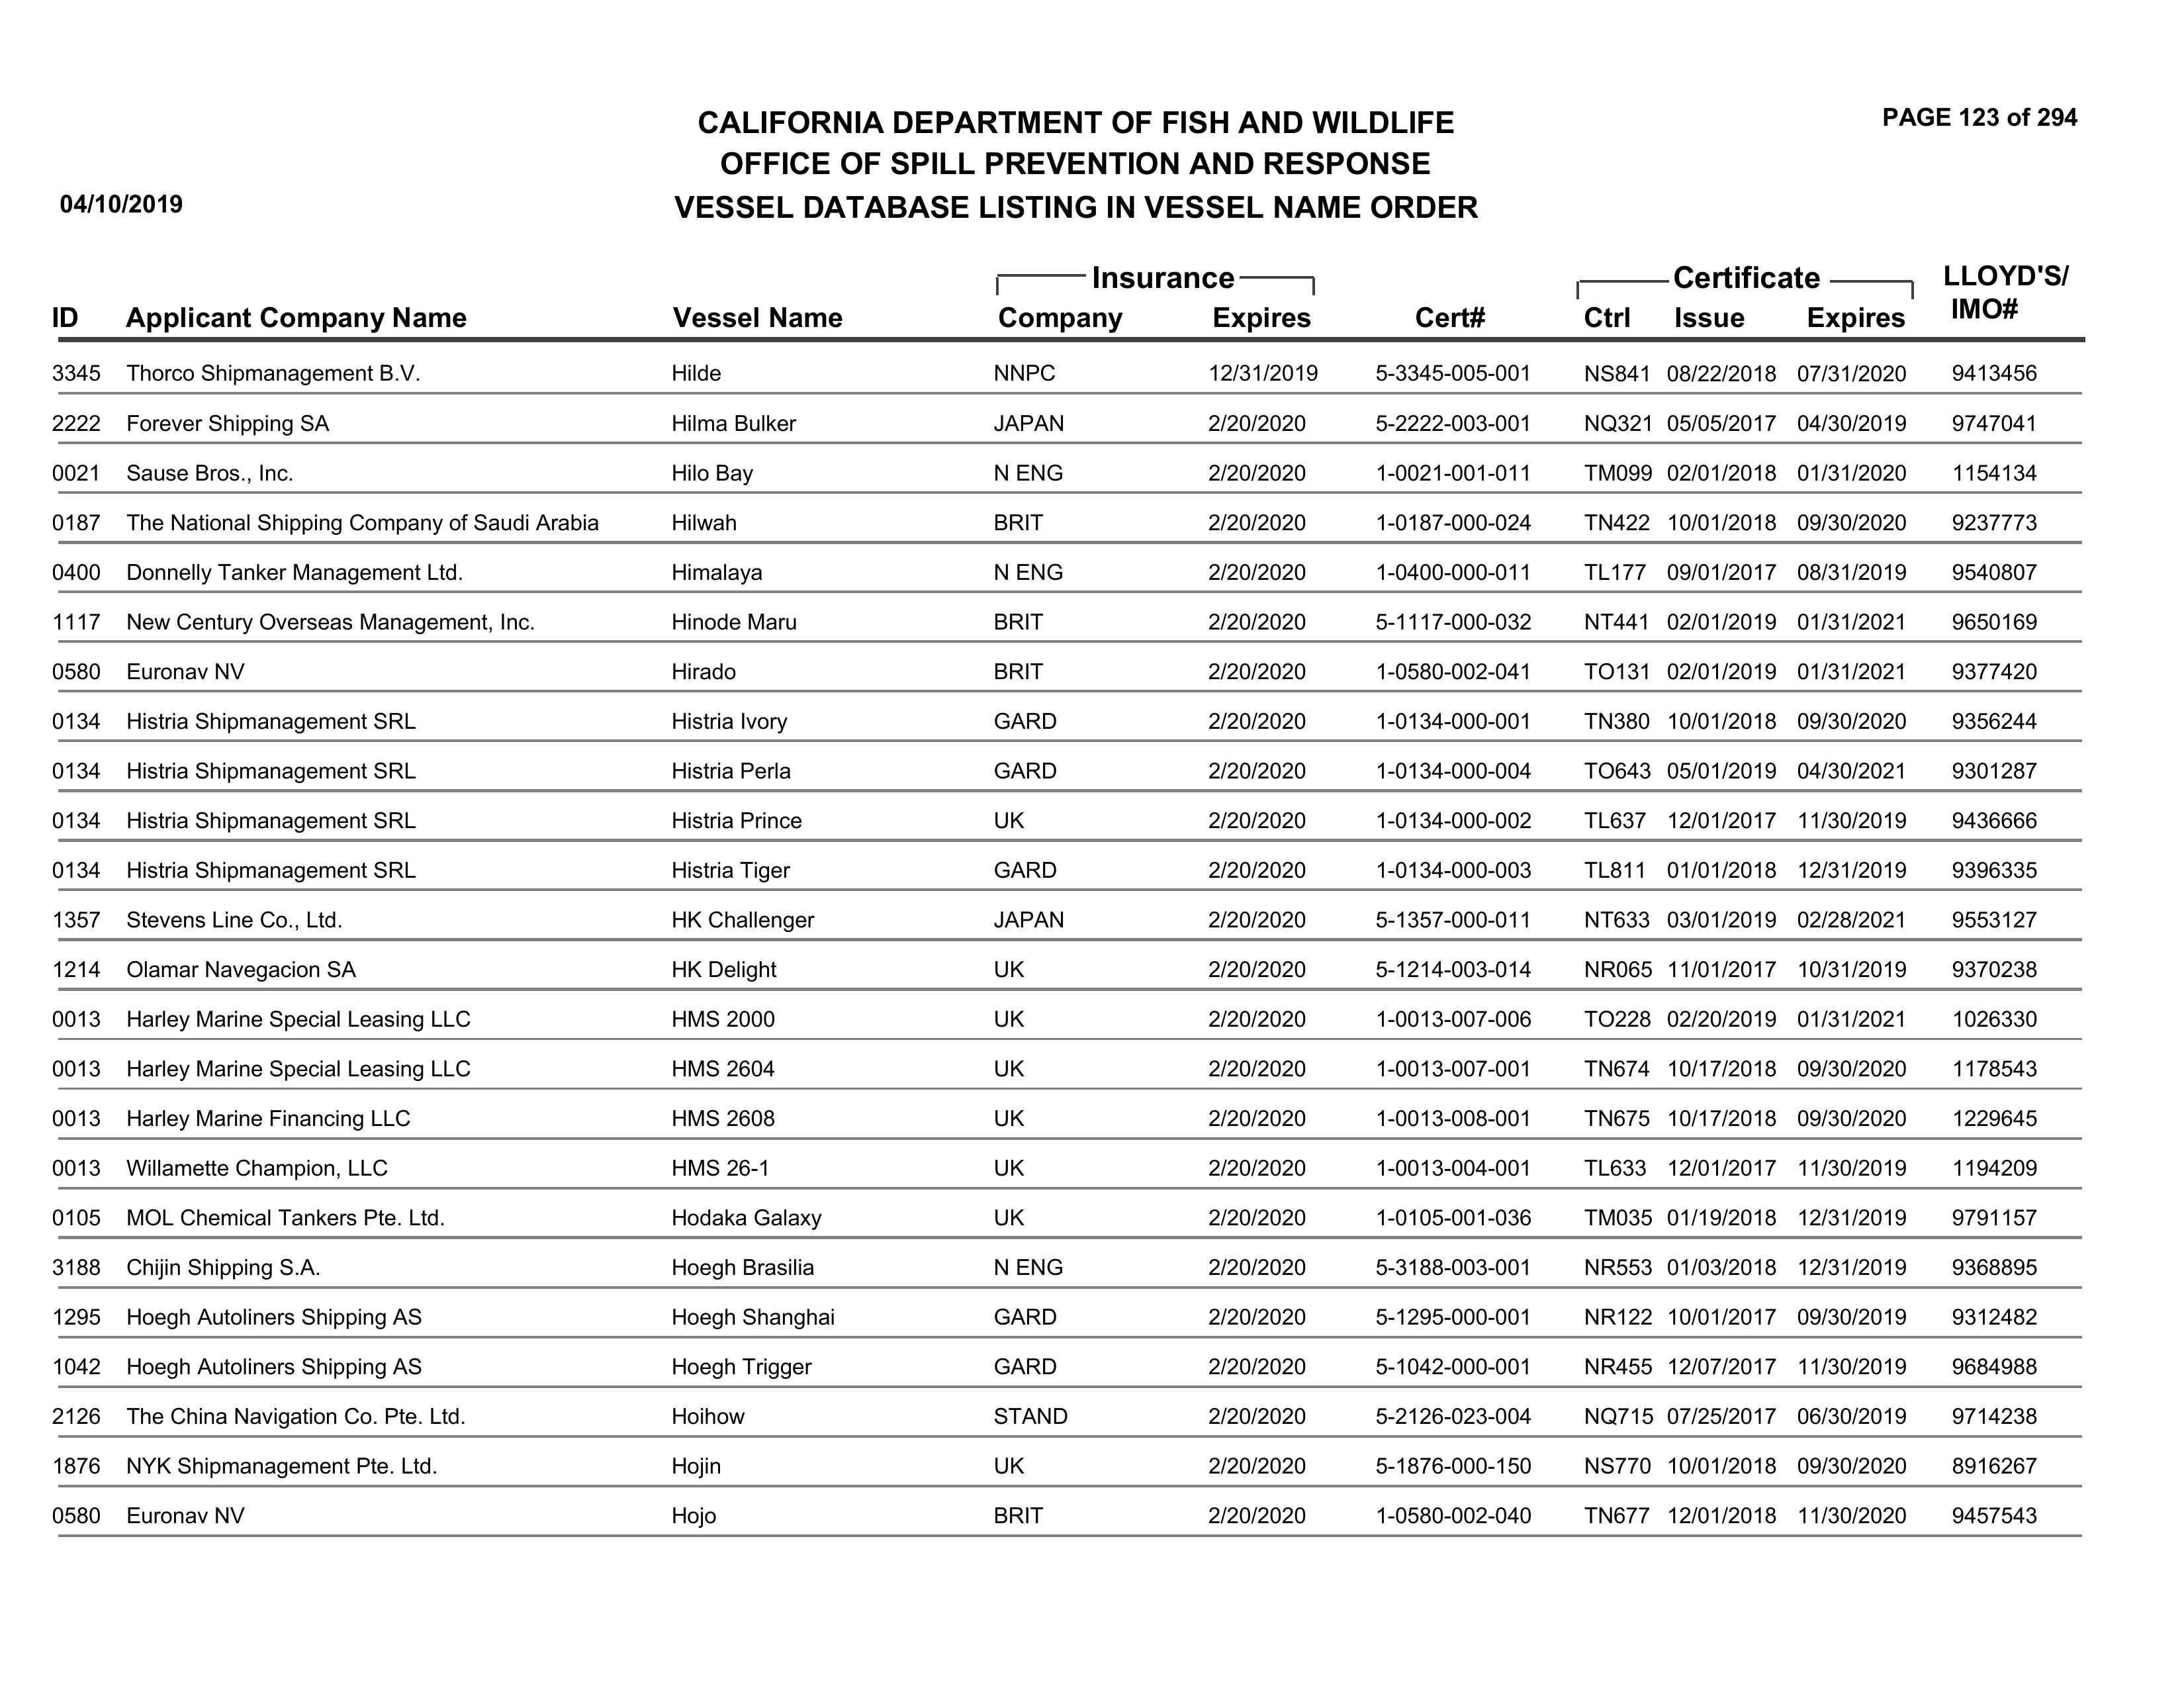 PAGE 123 of 294
CALIFORNIA DEPARTMENT OF FISH AND WILDLIFE
OFFICE OF SPILL PREVENTION AND RESPONSE
04/10/2019 VESSEL DATABASE LISTING IN VESSEL NAME ORDER
Insurance Certificate LLOYD'S/
ID Applicant Company Name Vessel Name Company Expires Cert# Ctrl Issue Expires IMO#
3345 Thorco Shipmanagement B.V. Hilde NNPC 12/31/2019 5-3345-005-001 NS841 08/22/2018 07/31/2020 9413456
2222 Forever Shipping SA Hilma Bulker JAPAN 2/20/2020 5-2222-003-001 NQ321 05/05/2017 04/30/2019 9747041
0021 Sause Bros., Inc. Hilo Bay N ENG 2/20/2020 1-0021-001-011 TM099 02/01/2018 01/31/2020 1154134
0187 The National Shipping Company of Saudi Arabia Hilwah BRIT 2/20/2020 1-0187-000-024 TN422 10/01/2018 09/30/2020 9237773
0400 Donnelly Tanker Management Ltd. Himalaya N ENG 2/20/2020 1-0400-000-011 TL177 09/01/2017 08/31/2019 9540807
1117 New Century Overseas Management, Inc. Hinode Maru BRIT 2/20/2020 5-1117-000-032 NT441 02/01/2019 01/31/2021 9650169
0580 Euronav NV Hirado BRIT 2/20/2020 1-0580-002-041 TO131 02/01/2019 01/31/2021 9377420
0134 Histria Shipmanagement SRL Histria Ivory GARD 2/20/2020 1-0134-000-001 TN380 10/01/2018 09/30/2020 9356244
0134 Histria Shipmanagement SRL Histria Perla GARD 2/20/2020 1-0134-000-004 TO643 05/01/2019 04/30/2021 9301287
0134 Histria Shipmanagement SRL Histria Prince UK 2/20/2020 1-0134-000-002 TL637 12/01/2017 11/30/2019 9436666
0134 Histria Shipmanagement SRL Histria Tiger GARD 2/20/2020 1-0134-000-003 TL811 01/01/2018 12/31/2019 9396335
1357 Stevens Line Co., Ltd. HK Challenger JAPAN 2/20/2020 5-1357-000-011 NT633 03/01/2019 02/28/2021 9553127
1214 Olamar Navegacion SA HK Delight UK 2/20/2020 5-1214-003-014 NR065 11/01/2017 10/31/2019 9370238
0013 Harley Marine Special Leasing LLC HMS 2000 UK 2/20/2020 1-0013-007-006 TO228 02/20/2019 01/31/2021 1026330
0013 Harley Marine Special Leasing LLC HMS 2604 UK 2/20/2020 1-0013-007-001 TN674 10/17/2018 09/30/2020 1178543
0013 Harley Marine Financing LLC HMS 2608 UK 2/20/2020 1-0013-008-001 TN675 10/17/2018 09/30/2020 1229645
0013 Willamette Champion, LLC HMS 26-1 UK 2/20/2020 1-0013-004-001 TL633 12/01/2017 11/30/2019 1194209
0105 MOL Chemical Tankers Pte. Ltd. Hodaka Galaxy UK 2/20/2020 1-0105-001-036 TM035 01/19/2018 12/31/2019 9791157
3188 Chijin Shipping S.A. Hoegh Brasilia N ENG 2/20/2020 5-3188-003-001 NR553 01/03/2018 12/31/2019 9368895
1295 Hoegh Autoliners Shipping AS Hoegh Shanghai GARD 2/20/2020 5-1295-000-001 NR122 10/01/2017 09/30/2019 9312482
1042 Hoegh Autoliners Shipping AS Hoegh Trigger GARD 2/20/2020 5-1042-000-001 NR455 12/07/2017 11/30/2019 9684988
2126 The China Navigation Co. Pte. Ltd. Hoihow STAND 2/20/2020 5-2126-023-004 NQ715 07/25/2017 06/30/2019 9714238
1876 NYK Shipmanagement Pte. Ltd. Hojin UK 2/20/2020 5-1876-000-150 NS770 10/01/2018 09/30/2020 8916267
0580 Euronav NV Hojo BRIT 2/20/2020 1-0580-002-040 TN677 12/01/2018 11/30/2020 9457543